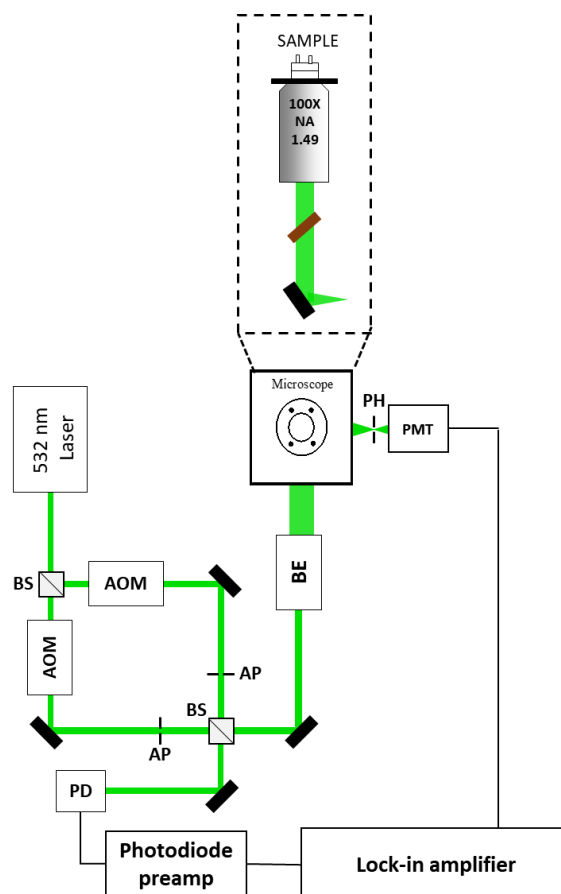 SAMPLE
100X
NA
1.49
Microscope
PH
PMT
532 nm
Laser
BS
AOM
BE
AOM
AP
BS
AP
PD
Photodiode
preamp
Lock-in amplifier